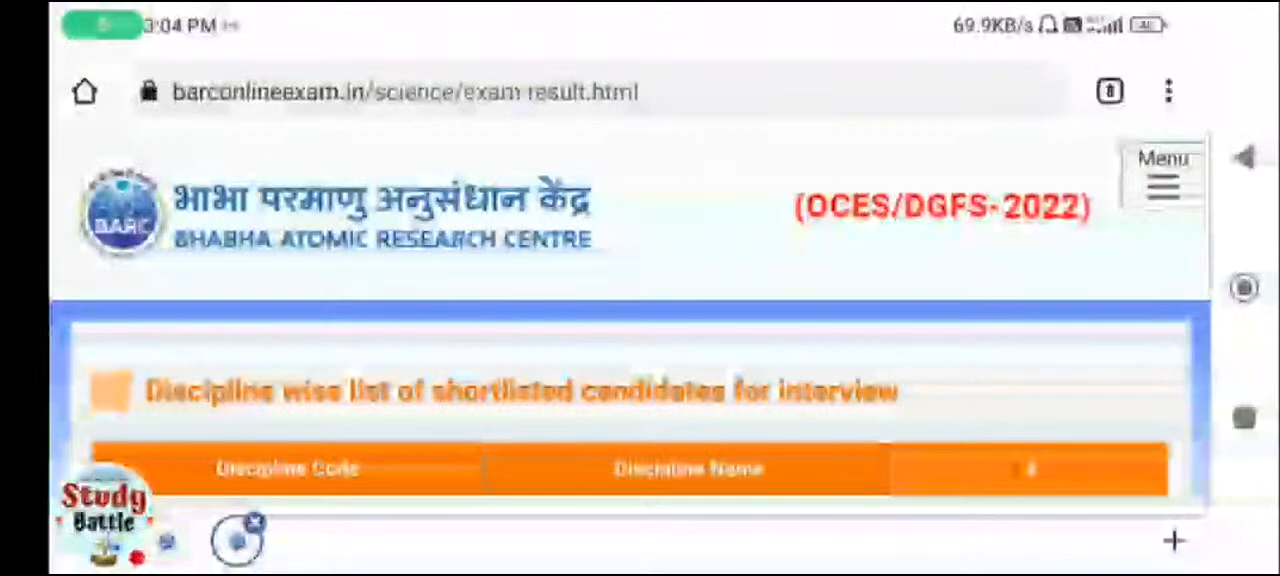 3:04 PM
69.9KB/s
barconlineexam.in/science/exam result.html
8
Menu
BARC
भाभा परमाणु अनुसंधान केंद्र
BHABHA ATOMIC RESEARCH CENTRE
(OCES/DGFS-2022)
Discipline wise list of shortlisted candidates for interview
Discipline Code
Discipline Name
Study
Battle
+